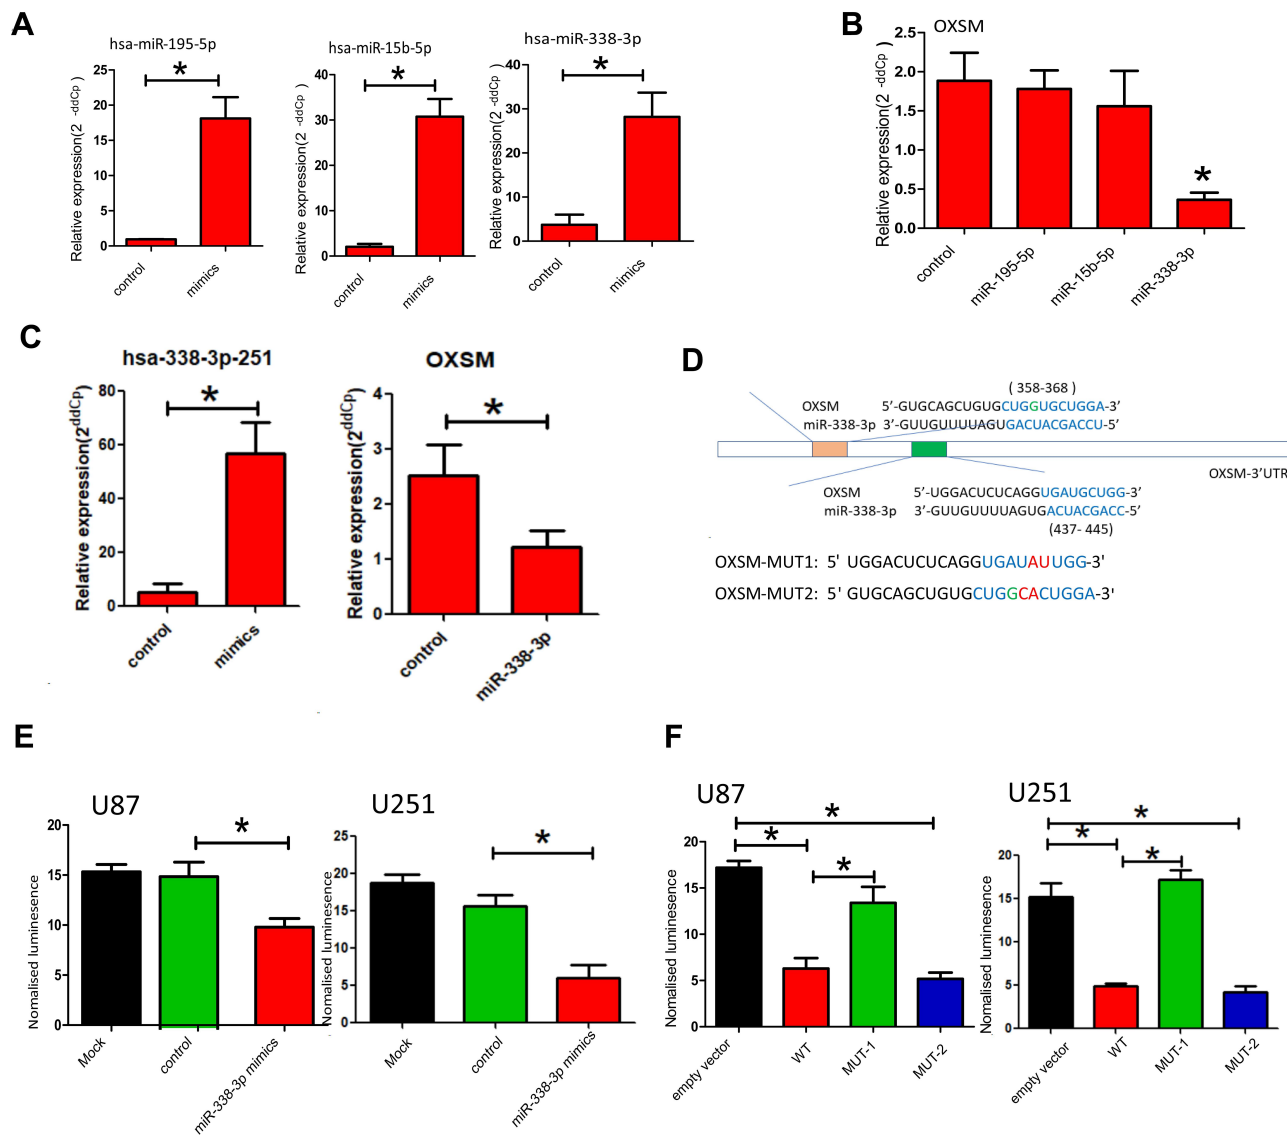 A
hsa-miR-195-5p
Relative expression(2 -ddCp )
25
20
15
10
5
0
*
control
mimics
hsa-miR-15b-5p
Relative expression(2 -ddCp )
40
30
20
10
0
*
control
mimics
hsa-miR-338-3p
Relative expression(2 -ddCp )
40
30
20
10
0
*
control
mimics
B
OXSM
Relative expression(2 -ddCp )
2.5
2.0
1.5
1.0
0.5
0.0
*
control
miR-195-5p
miR-15b-5p
miR-338-3p
C
hsa-338-3p-251
Relative expression(2ddCp)
80
60
40
20
0
*
control
mimics
OXSM
Relative expression(2ddCp)
4
3
2
1
0
*
control
miR-338-3p
D
( 358-368 )
OXSM 5'-GUGCAGCUGUGCUGGUGCUGGA-3'
miR-338-3p 3'-GUUGUUUUAGUGACUACGACCU-5'
OXSM-3'UTR
OXSM 5'-UGGACUCUCAGGUGAUGCUGG-3'
miR-338-3p 3'-GUUGUUUUAGUGACUACGACC-5'
(437- 445)
OXSM-MUT1: 5' UGGACUCUCAGGUGAUAUUGG-3'
OXSM-MUT2: 5' GUGCAGCUGUGCUGGCACUGGA-3'
E
U87
Nomalised luminesence
20
15
10
5
0
*
Mock
control
miR-338-3p mimics
U251
Nomalised luminesence
25
20
15
10
5
0
*
Mock
control
miR-338-3p mimics
F
U87
Nomalised luminesence
20
15
10
5
0
*
*
*
empty vector
WT
MUT-1
MUT-2
U251
Nomalised luminesence
20
15
10
5
0
*
*
*
empty vector
WT
MUT-1
MUT-2